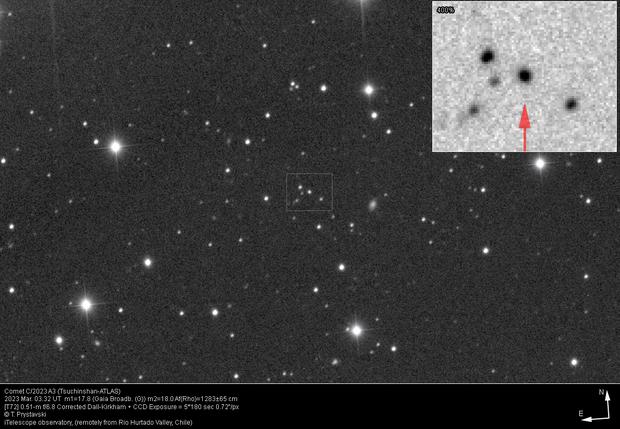 400%
Comet C/2023 A3 (Tsuchinshan-ATLAS)
2023 Mar. 03.32 UT m1=17.8 (Gaia Broadb. (G)) m2=18.0 Af(Rho)=1283±65 cm
[T72] 0.51-m f/6.8 Corrected Dall-Kirkham + CCD Exposure = 5*180 sec 0.72"/px
© T. Prystavski
iTelescope observatory, (remotely from Rio Hurtado Valley, Chile)
N
E